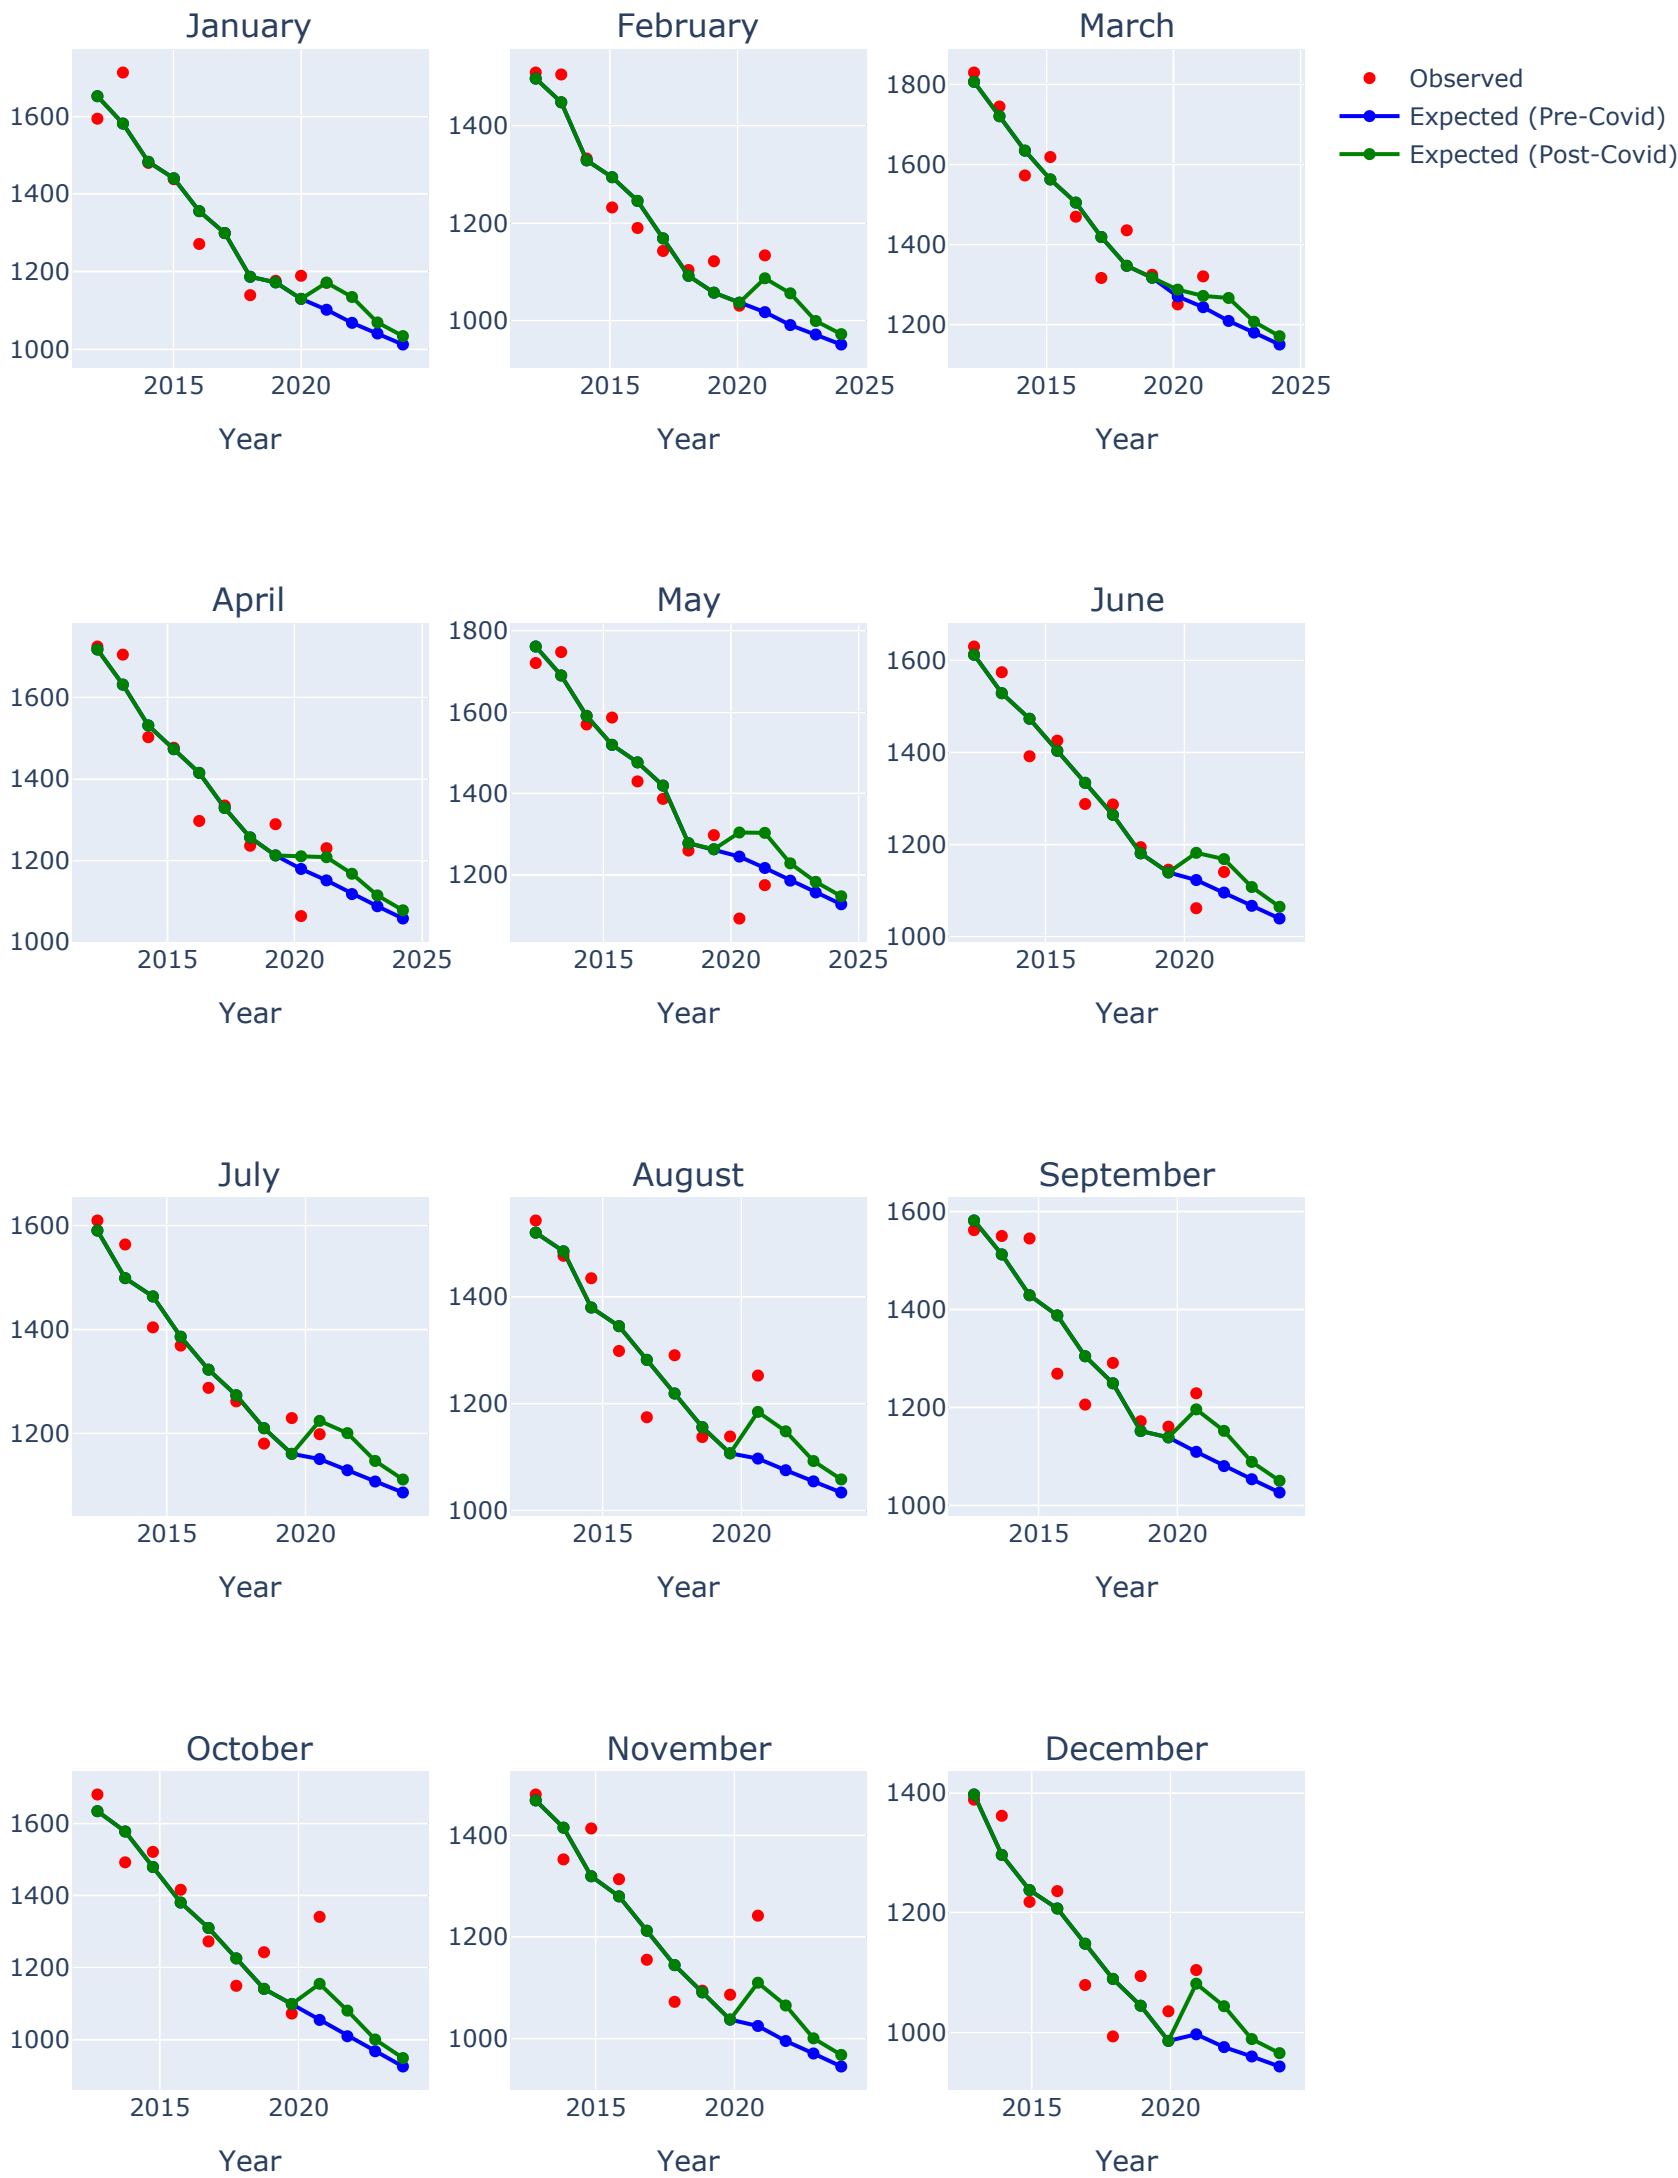 January February March
Observed
Expected (Pre-Covid)
Expected (Post-Covid)
1600
1400
1200
1000
2015 2020
Year
1400
1200
1000
2015 2020 2025
Year
1800
1600
1400
1200
2015 2020 2025
Year
April May June
1600
1400
1200
1000
2015 2020 2025
Year
1800
1600
1400
1200
2015 2020 2025
Year
1600
1400
1200
1000
2015 2020
Year
July August September
1600
1400
1200
2015 2020
Year
1400
1200
1000
2015 2020
Year
1600
1400
1200
1000
2015 2020
Year
October November December
1600
1400
1200
1000
2015 2020
Year
1400
1200
1000
2015 2020
Year
1400
1200
1000
2015 2020
Year